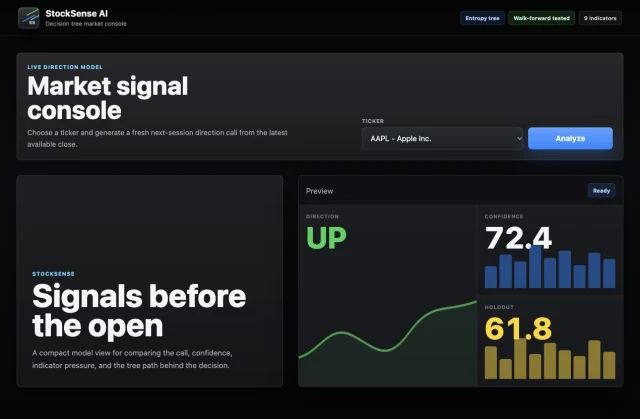 StockSense AI
Decision tree market console
Entropy tree
Walk-forward tested
9 indicators
LIVE DIRECTION MODEL
Market signal
console
Choose a ticker and generate a fresh next-session direction call from the latest
available close.
TICKER
AAPL - Apple Inc.
Analyze
STOCKSENSE
Signals before
the open
A compact model view for comparing the call, confidence,
indicator pressure, and the tree path behind the decision.
Preview
Ready
DIRECTION
UP
CONFIDENCE
72.4
HOLDOUT
61.8